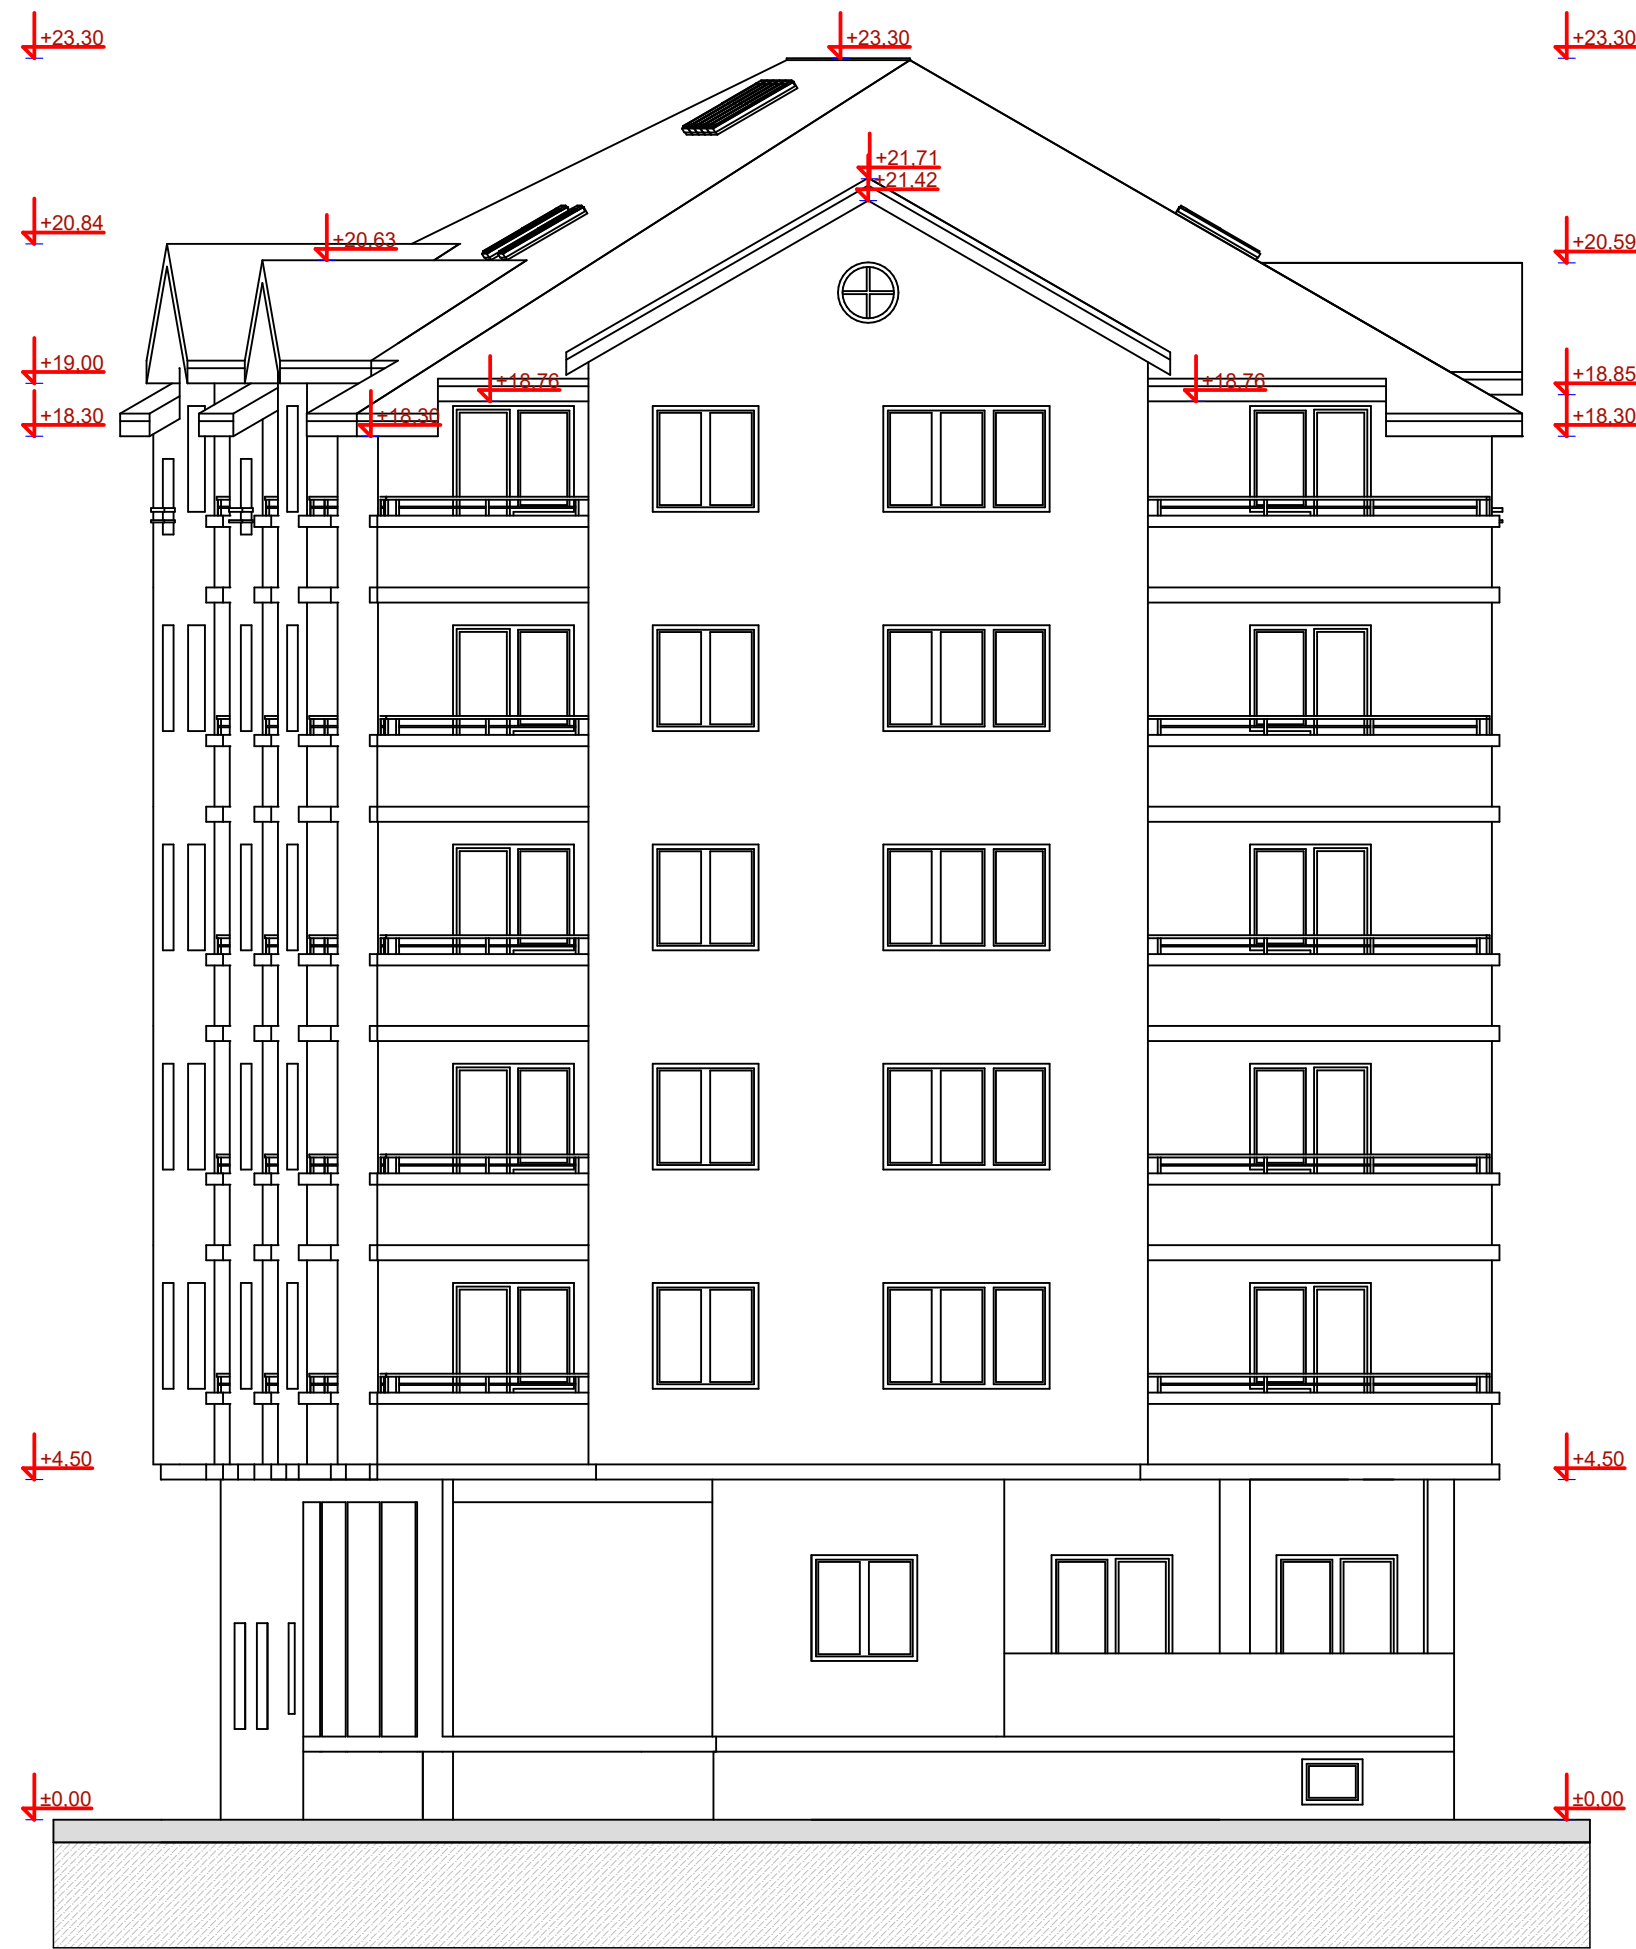 +23,30 +23,30 +23,30
+21,71
+21,42
+20,84 +20,63 +20,59
+19,00 +18,76 +18,76 +18,85
+18,30 +18,30 +18,30
+4,50 +4,50
±0,00 ±0,00